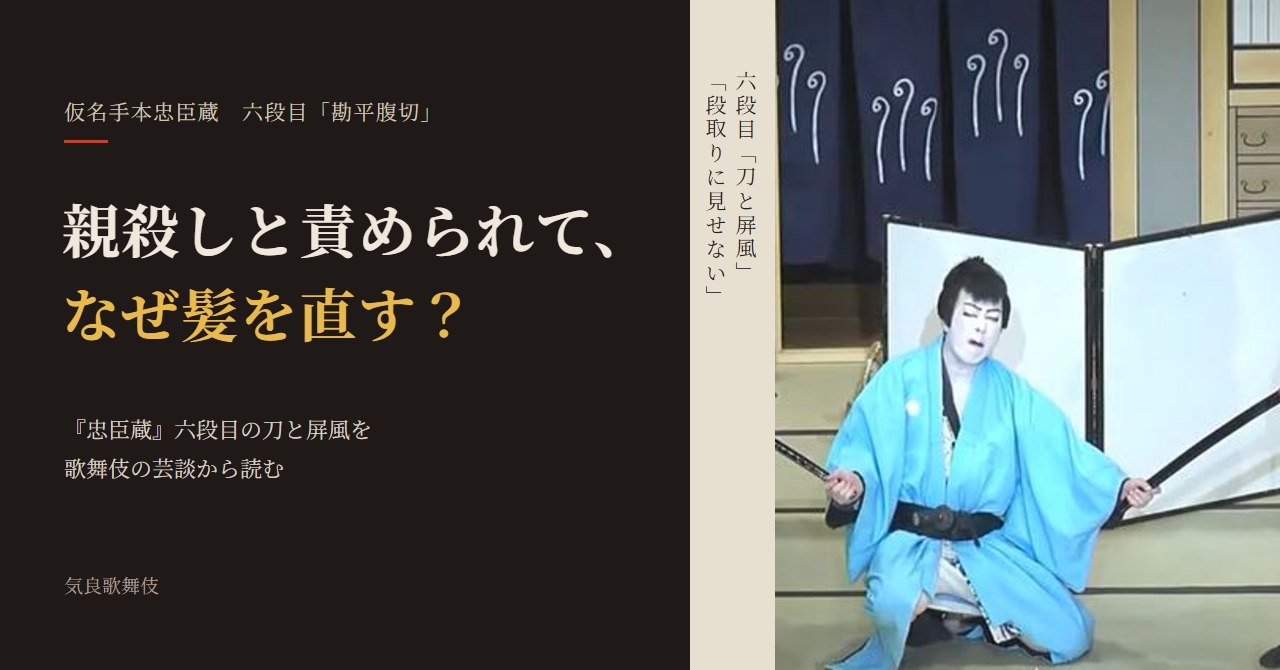 仮名手本忠臣蔵　六段目「勘平腹切」
親殺しと責められて、
なぜ髪を直す？
『忠臣蔵』六段目の刀と屏風を
歌舞伎の芸談から読む
気良歌舞伎
六段目「刀と屏風」
「段取りに見せない」